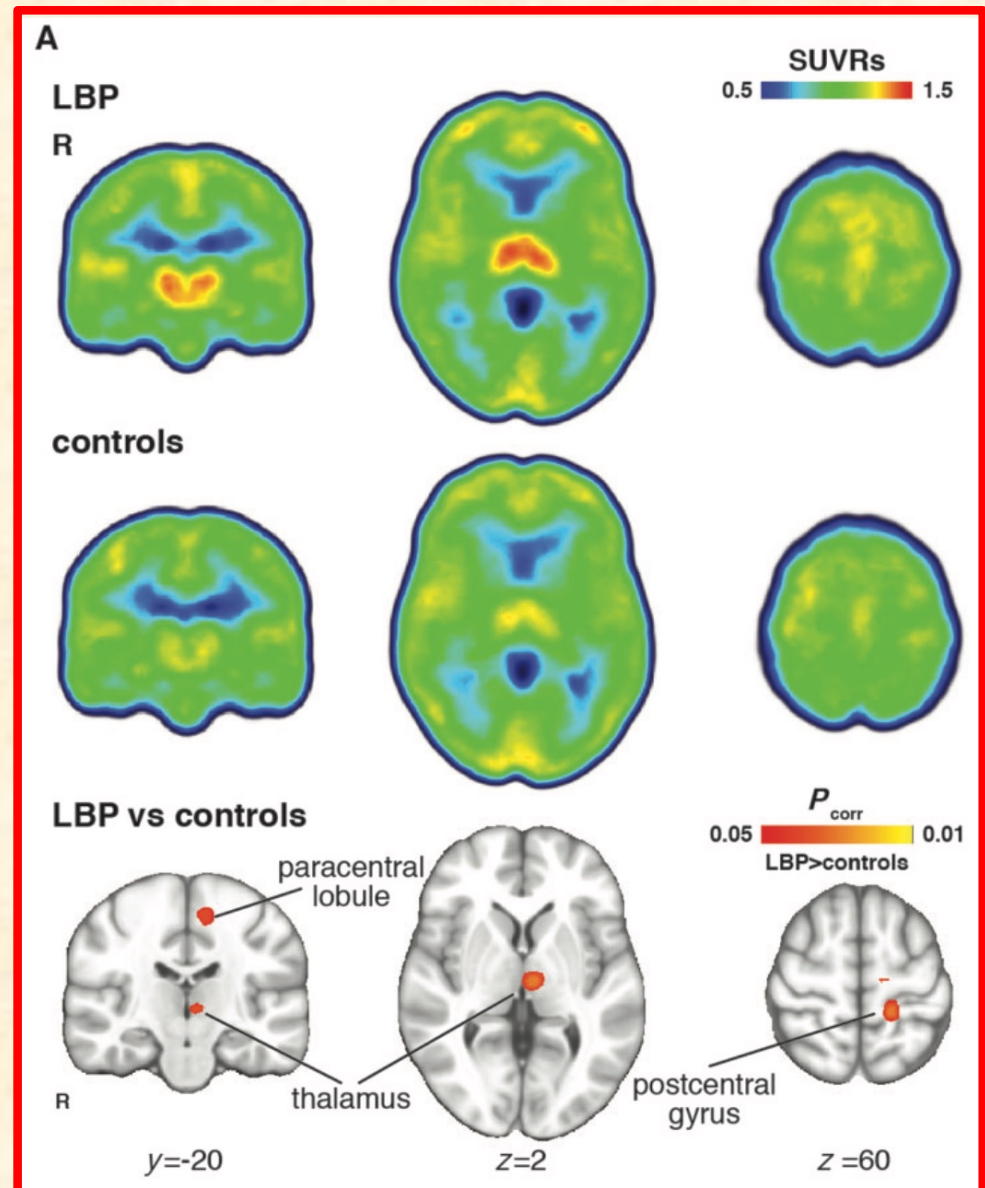 A
SUVRs
0.5 1.5
LBP
R
controls
LBP vs controls
P corr
0.05 0.01
LBP>controls
paracentral
lobule
thalamus
postcentral
gyrus
R
y=-20
z=2
z =60